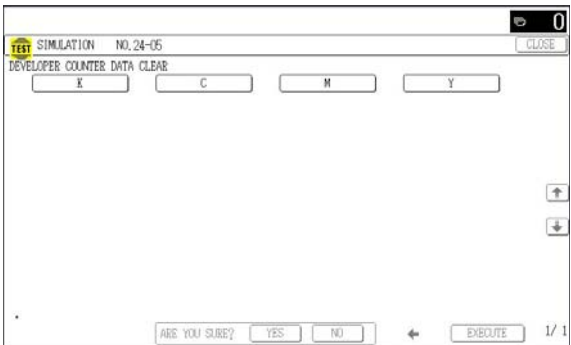 0
TEST SIMULATION NO.24-05 CLOSE
DEVELOPER COUNTER DATA CLEAR
K C M Y
ARE YOU SURE? YES NO EXECUTE 1/1